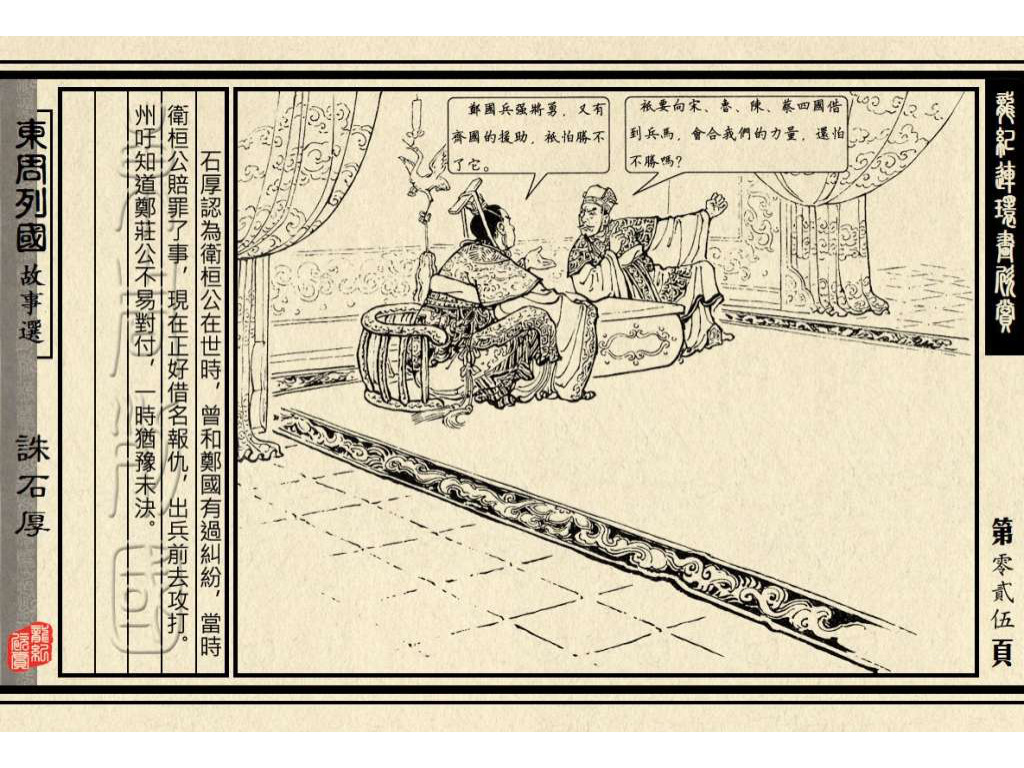 龍紀連環畫欣賞
第零貳伍頁
祇要向宋、魯、陳、蔡四國借
到兵馬，會合我們的力量，還怕
不勝嗎？
鄭國兵强將勇，又有
齊國的援助，祇怕勝不
了它。
石厚認為衛桓公在世時，曾和鄭國有過糾紛，當時
衛桓公賠罪了事，現在正好借名報仇，出兵前去攻打。
州吁知道鄭莊公不易對付，一時猶豫未決。
東周列國故事選
誅石厚